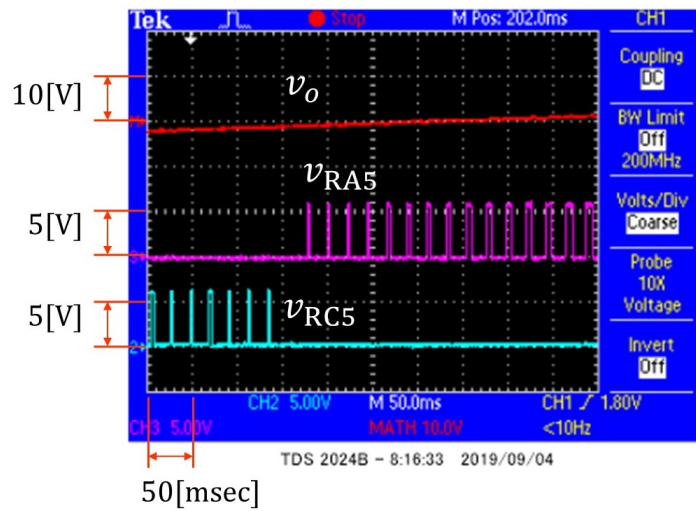 Tek Stop M Pos: 202.0ms CH1
Coupling
DC
10[V]
v_O
BW Limit
Off
200MHz
v_RA5
Volts/Div
Coarse
5[V]
Probe
10X
Voltage
5[V]
v_RC5
Invert
Off
CH2 5.00V M 50.0ms CH1 1.80V
CH3 5.00V MATH 10.0V <10Hz
TDS 2024B - 8:16:33 2019/09/04
50[msec]